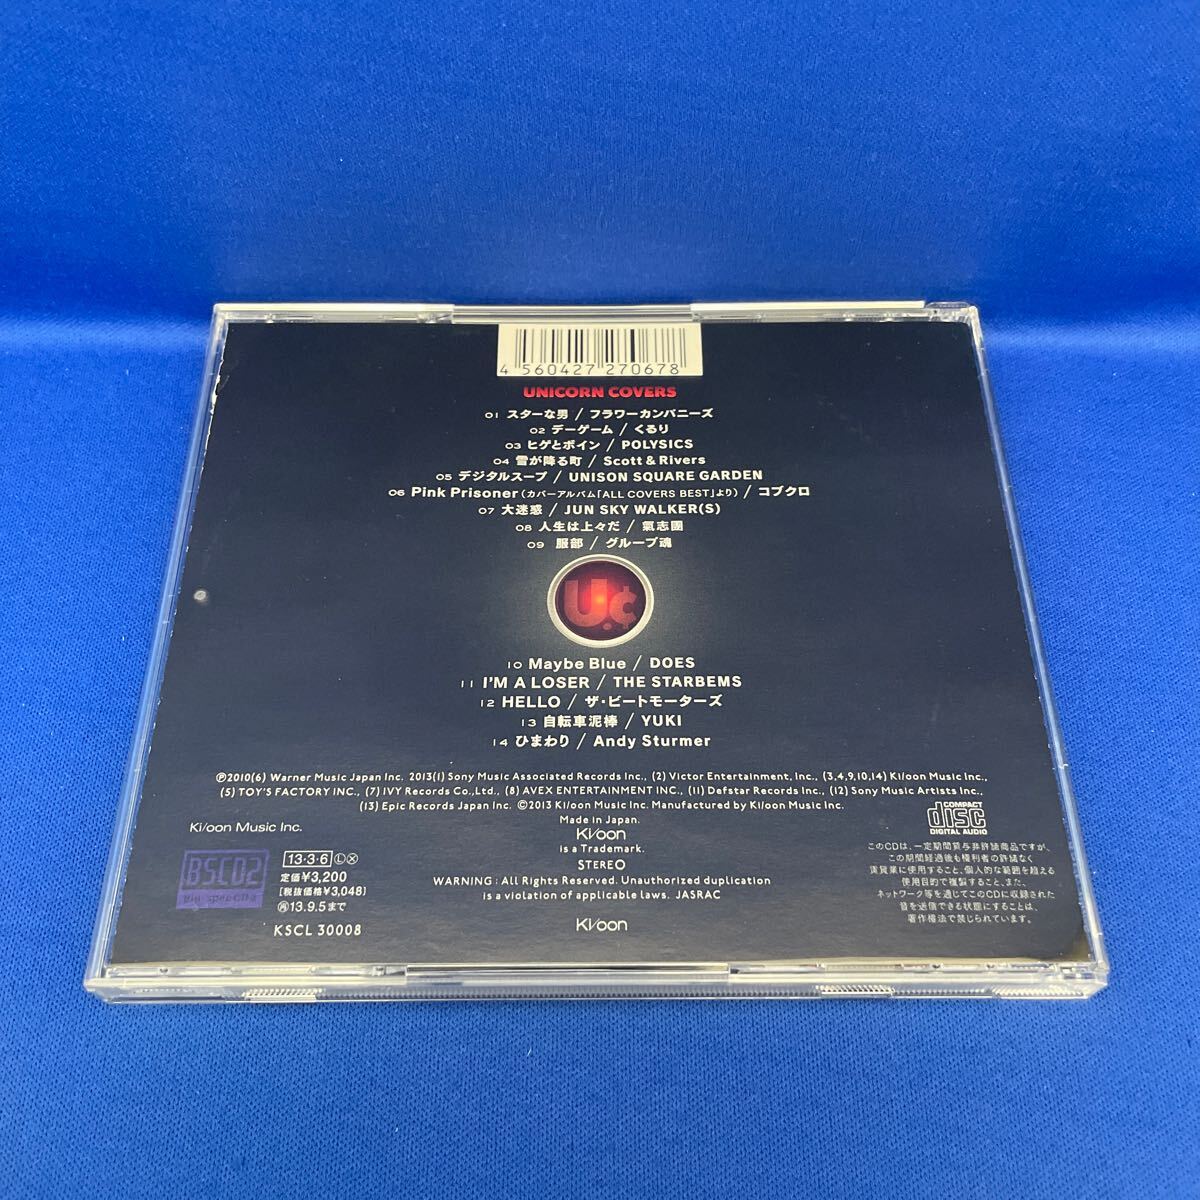 4 560427 270678
UNICORN COVERS
01 スターな男 / フラワーカンパニーズ
02 デーゲーム / くるり
03 ヒゲとボイン / POLYSICS
04 雪が降る町 / Scott & Rivers
05 デジタルスープ / UNISON SQUARE GARDEN
06 Pink Prisoner (カバーアルバム「ALL COVERS BEST」より) / コブクロ
07 大迷惑 / JUN SKY WALKER(S)
08 人生は上々だ / 氣志團
09 服部 / グループ魂
U.¢
10 Maybe Blue / DOES
11 I'M A LOSER / THE STARBEMS
12 HELLO / ザ・ビートモーターズ
13 自転車泥棒 / YUKI
14 ひまわり / Andy Sturmer
℗2010(6) Warner Music Japan Inc. 2013(1) Sony Music Associated Records Inc., (2) Victor Entertainment, Inc., (3,4,9,10,14) Ki/oon Music Inc.,
(5) TOY'S FACTORY INC., (7) IVY Records Co.,Ltd., (8) AVEX ENTERTAINMENT INC., (11) Defstar Records Inc., (12) Sony Music Artists Inc.,
(13) Epic Records Japan Inc. ©2013 Ki/oon Music Inc. Manufactured by Ki/oon Music Inc.
Made in Japan.
Ki/oon
is a Trademark.
STEREO
WARNING : All Rights Reserved. Unauthorized duplication
is a violation of applicable laws. JASRAC
Ki/oon
Ki/oon Music Inc.
BSCD2
Blu-spec CD2
13・3・6 Ⓛ Ⓧ
定価¥3,200
[税抜価格¥3,048]
㋣13.9.5まで
KSCL 30008
COMPACT
disc
DIGITAL AUDIO
このCDは、一定期間貸与非許諾商品ですが、
この期間経過後も権利者の許諾なく
賃貸業に使用すること、個人的な範囲を超える
使用目的で複製すること、また、
ネットワーク等を通じてこのCDに収録された
音を送信できる状態にすることは、
著作権法で禁じられています。